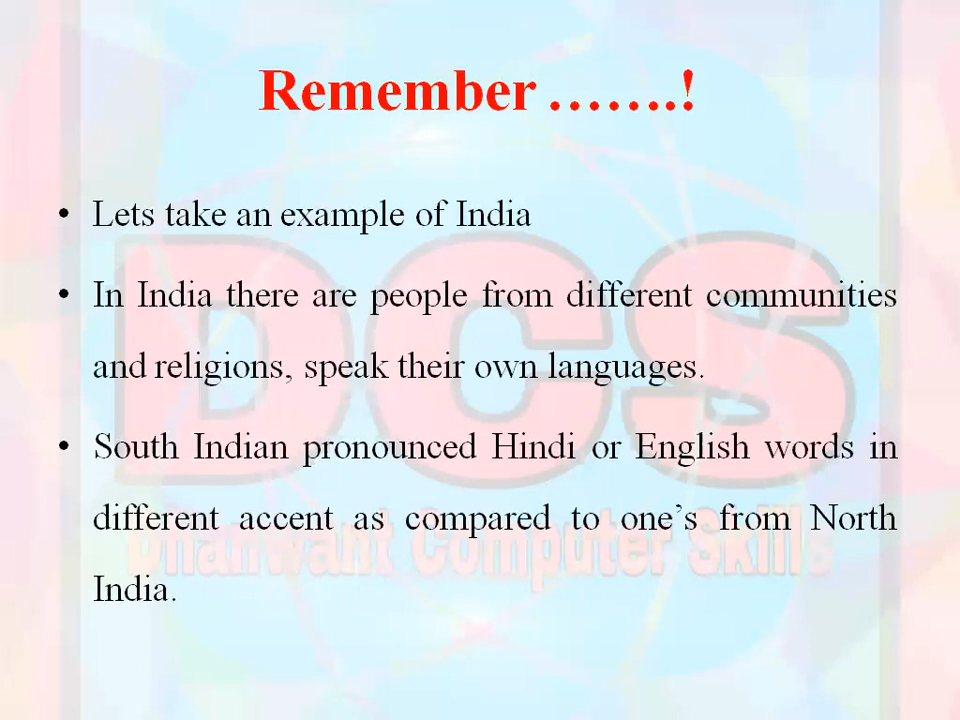 Remember …….!
• Lets take an example of India
• In India there are people from different communities
and religions, speak their own languages.
• South Indian pronounced Hindi or English words in
different accent as compared to one’s from North
India.
DCS
Dhanwant Computer Skills